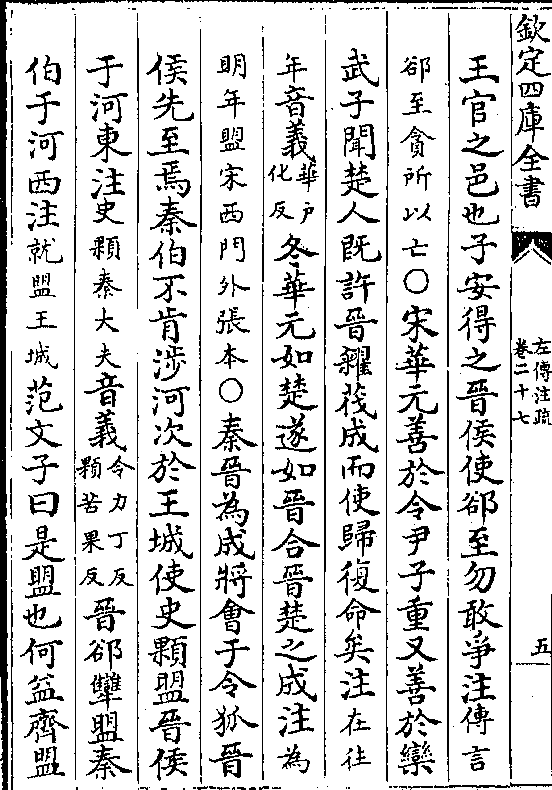 欽定四庫全書
左傳注疏
卷二十七
五
王官之邑也子安得之晉侯使郤至勿敢爭注傳言
郤至貪所以亡○宋華元善於令尹子重又善於欒
武子聞楚人既許晉糴茷成而使歸復命矣注在往
年音義華戶化反冬華元如楚遂如晉合晉楚之成注為
明年盟宋西門外張本○秦晉為成將會于令狐晉
侯先至焉秦伯不肯涉河次於王城使史顆盟晉侯
于河東注史顆秦大夫音義令力丁反顆苦果反晉郤犫盟秦
伯于河西注就盟王城范文子曰是盟也何益齊盟